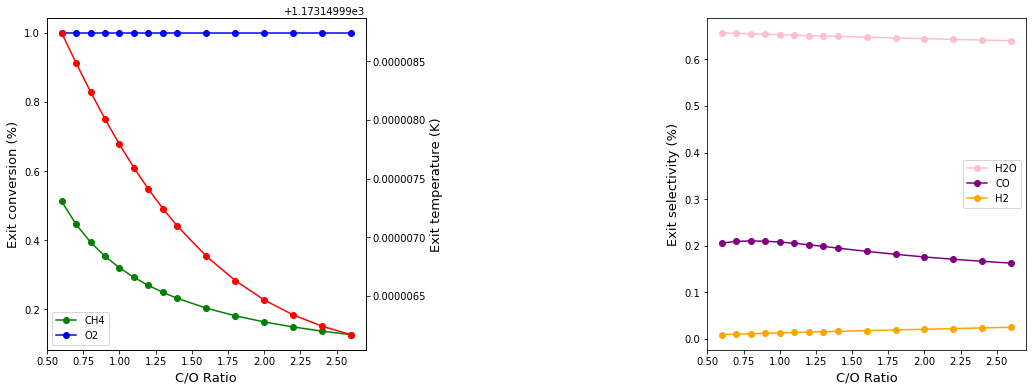 +1.17314999e3
1.0
0.8
0.6
0.4
0.2
Exit conversion (%)
0.0000085
0.0000080
0.0000075
0.0000070
0.0000065
Exit temperature (K)
CH4
O2
0.50 0.75 1.00 1.25 1.50 1.75 2.00 2.25 2.50
C/O Ratio
0.6
0.5
0.4
0.3
0.2
0.1
0.0
Exit selectivity (%)
H2O
CO
H2
0.50 0.75 1.00 1.25 1.50 1.75 2.00 2.25 2.50
C/O Ratio